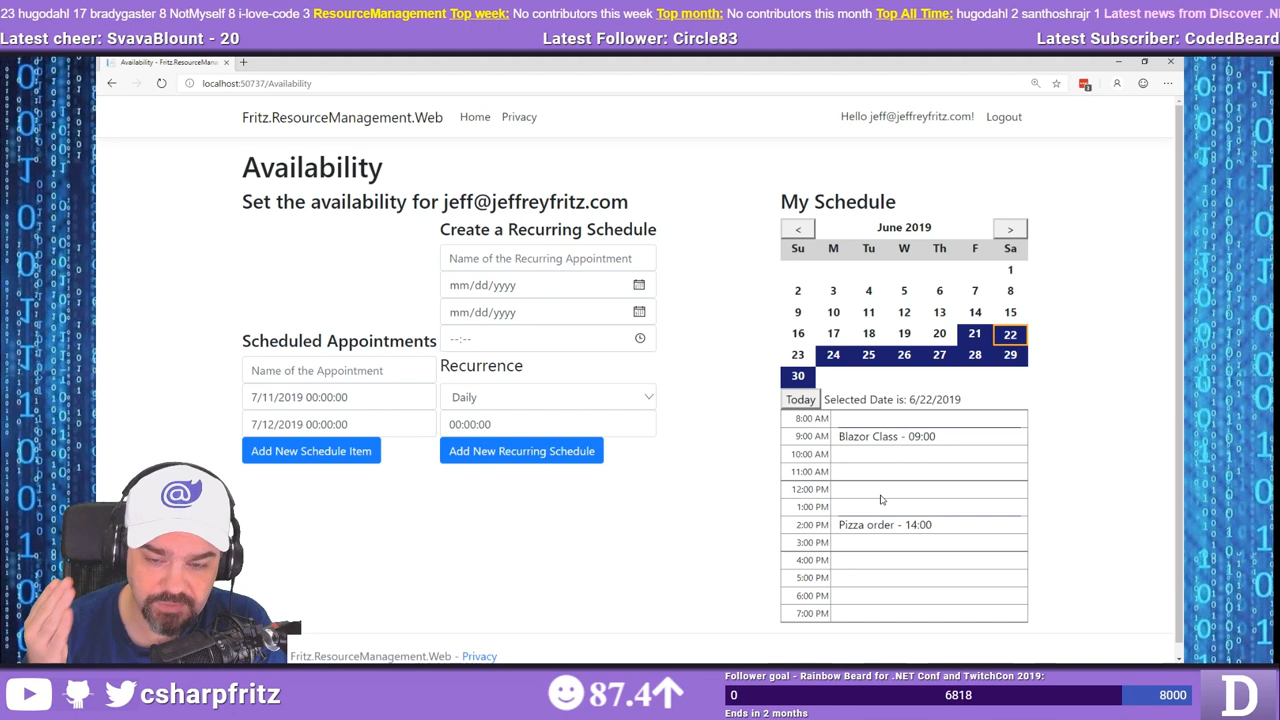 23 hugodahl 17 bradygaster 8 NotMyself 8 i-love-code 3 ResourceManagement Top week: No contributors this week Top month: No contributors this month Top All Time: hugodahl 2 santhoshrajr 1 Latest news from Discover .N
Latest cheer: SvavaBlount - 20
Latest Follower: Circle83
Latest Subscriber: CodedBeard
Availability - Fritz.ResourceMana
localhost:50737/Availability
Fritz.ResourceManagement.Web Home Privacy
Hello jeff@jeffreyfritz.com! Logout
Availability
Set the availability for jeff@jeffreyfritz.com
Create a Recurring Schedule
Name of the Recurring Appointment
mm/dd/yyyy
mm/dd/yyyy
--:--
Scheduled Appointments
Name of the Appointment
7/11/2019 00:00:00
7/12/2019 00:00:00
Add New Schedule Item
Recurrence
Daily
00:00:00
Add New Recurring Schedule
My Schedule
< June 2019 >
Su M Tu W Th F Sa
1
2 3 4 5 6 7 8
9 10 11 12 13 14 15
16 17 18 19 20 21 22
23 24 25 26 27 28 29
30
Today Selected Date is: 6/22/2019
8:00 AM
9:00 AM Blazor Class - 09:00
10:00 AM
11:00 AM
12:00 PM
1:00 PM
2:00 PM Pizza order - 14:00
3:00 PM
4:00 PM
5:00 PM
6:00 PM
7:00 PM
Fritz.ResourceManagement.Web - Privacy
@
csharpfritz
87.4
Follower goal - Rainbow Beard for .NET Conf and TwitchCon 2019:
0 6818 8000
Ends in 2 months
D